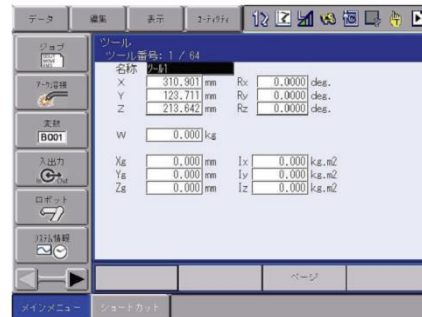 データ 編集 表示 ユーティリティ
ジョブ
アーク溶接
変数
B001
入出力
In Out
ロボット
システム情報
ツール
ツール番号: 1 / 64
名称 ツール1
X 310.901 mm Rx 0.0000 deg.
Y 123.711 mm Ry 0.0000 deg.
Z 213.642 mm Rz 0.0000 deg.
W 0.000 kg
Xg 0.000 mm Ix 0.000 kg.m2
Yg 0.000 mm Iy 0.000 kg.m2
Zg 0.000 mm Iz 0.000 kg.m2
ページ
メインメニュー ショートカット